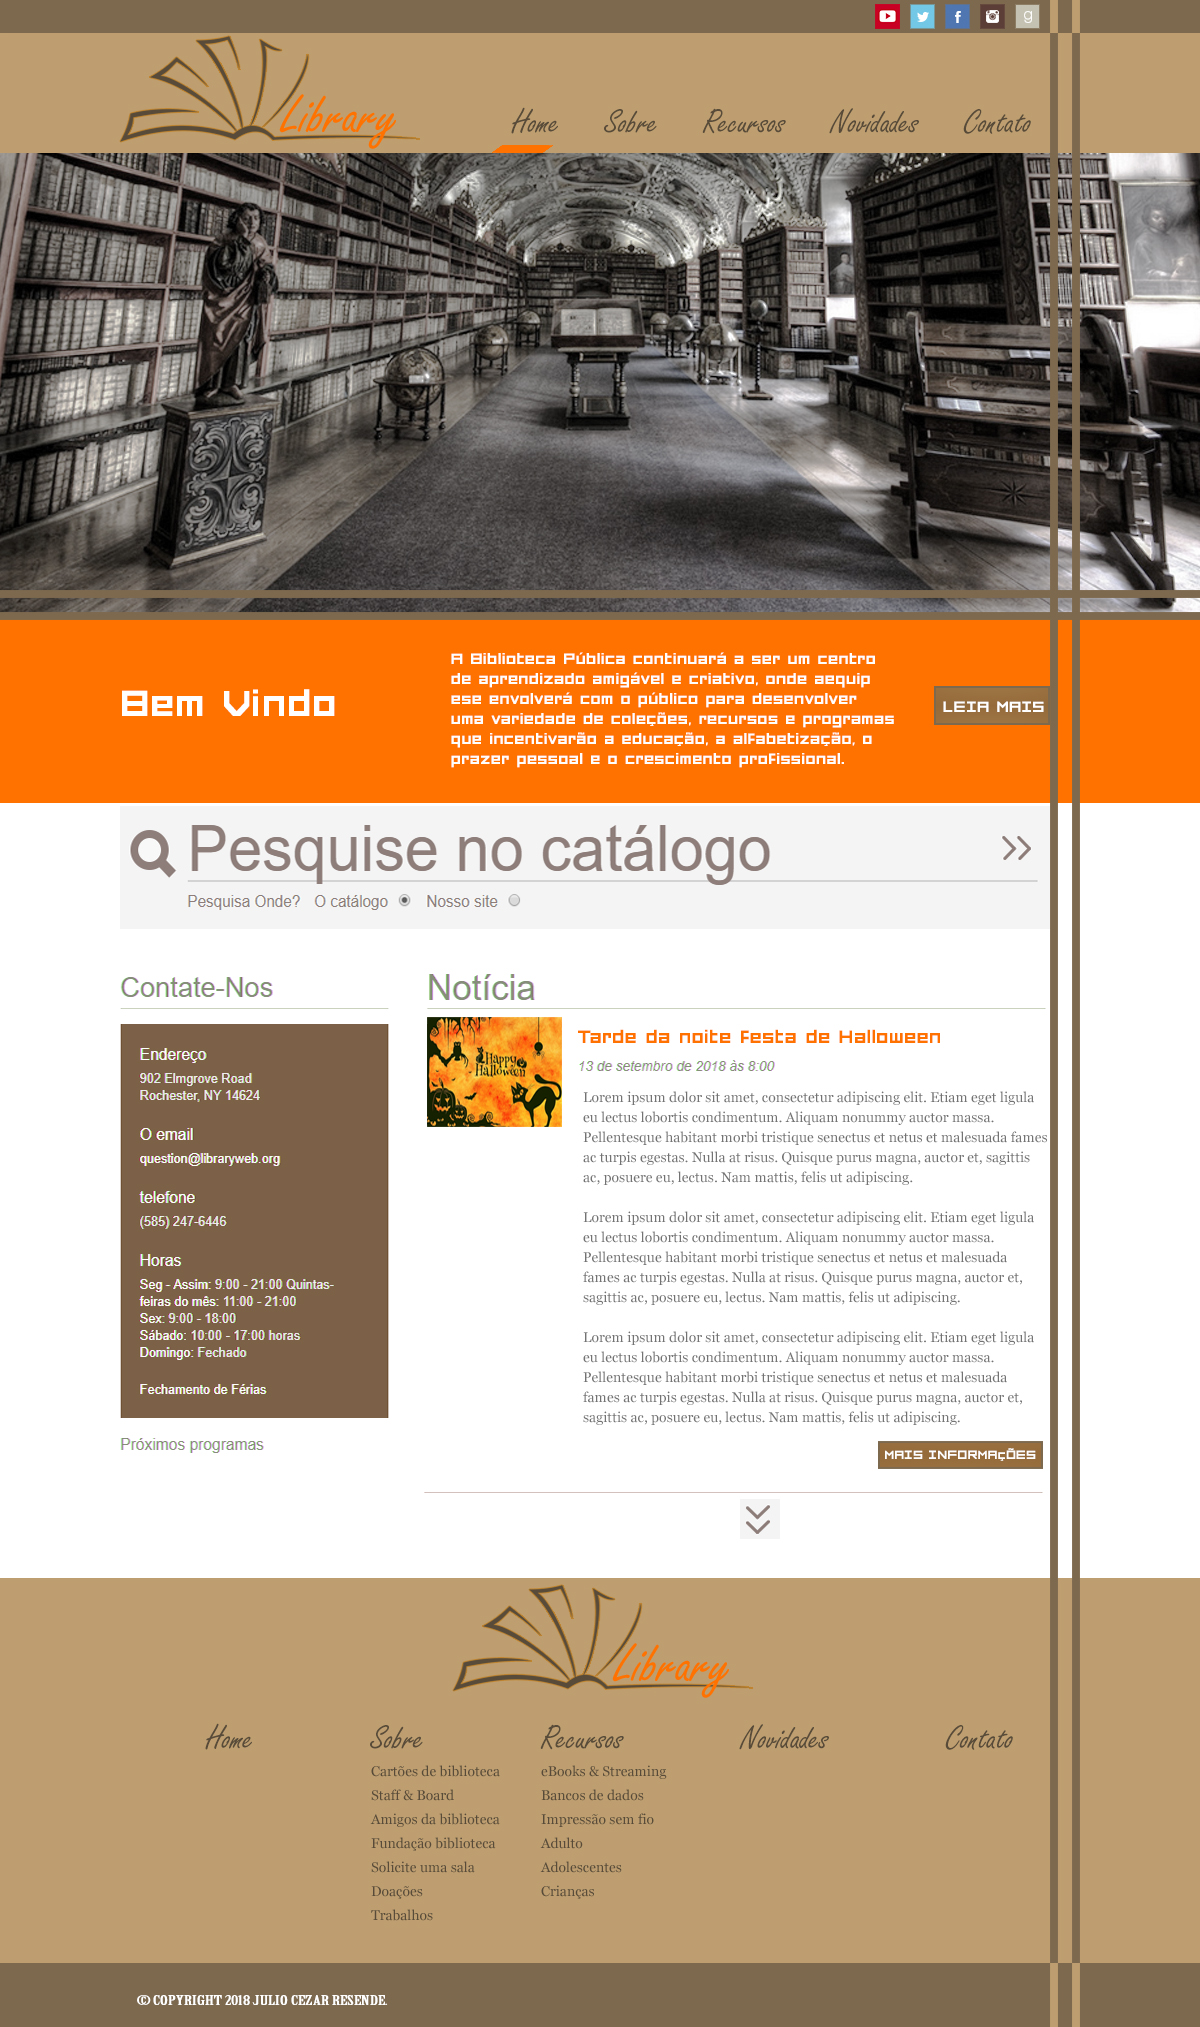 Library
Home Sobre Recursos Novidades Contato
Bem Vindo
A Biblioteca Pública continuará a ser um centro
de aprendizado amigável e criativo, onde aequip
ese envolverá com o público para desenvolver
uma variedade de coleções, recursos e programas
que incentivarão a educação, a alfabetização, o
prazer pessoal e o crescimento profissional.
LEIA MAIS
Pesquise no catálogo
Pesquisa Onde? O catálogo Nosso site
Contate-Nos
Endereço
902 Elmgrove Road
Rochester, NY 14624
O email
question@libraryweb.org
telefone
(585) 247-6446
Horas
Seg - Assim: 9:00 - 21:00 Quintas-
feiras do mês: 11:00 - 21:00
Sex: 9:00 - 18:00
Sábado: 10:00 - 17:00 horas
Domingo: Fechado
Fechamento de Férias
Próximos programas
Notícia
Happy
Halloween
Tarde da noite festa de Halloween
13 de setembro de 2018 às 8:00
Lorem ipsum dolor sit amet, consectetur adipiscing elit. Etiam eget ligula
eu lectus lobortis condimentum. Aliquam nonummy auctor massa.
Pellentesque habitant morbi tristique senectus et netus et malesuada fames
ac turpis egestas. Nulla at risus. Quisque purus magna, auctor et, sagittis
ac, posuere eu, lectus. Nam mattis, felis ut adipiscing.
Lorem ipsum dolor sit amet, consectetur adipiscing elit. Etiam eget ligula
eu lectus lobortis condimentum. Aliquam nonummy auctor massa.
Pellentesque habitant morbi tristique senectus et netus et malesuada
fames ac turpis egestas. Nulla at risus. Quisque purus magna, auctor et,
sagittis ac, posuere eu, lectus. Nam mattis, felis ut adipiscing.
Lorem ipsum dolor sit amet, consectetur adipiscing elit. Etiam eget ligula
eu lectus lobortis condimentum. Aliquam nonummy auctor massa.
Pellentesque habitant morbi tristique senectus et netus et malesuada
fames ac turpis egestas. Nulla at risus. Quisque purus magna, auctor et,
sagittis ac, posuere eu, lectus. Nam mattis, felis ut adipiscing.
MAIS INFORMAÇÕES
Library
Home
Sobre
Cartões de biblioteca
Staff & Board
Amigos da biblioteca
Fundação biblioteca
Solicite uma sala
Doações
Trabalhos
Recursos
eBooks & Streaming
Bancos de dados
Impressão sem fio
Adulto
Adolescentes
Crianças
Novidades
Contato
© COPYRIGHT 2018 JULIO CEZAR RESENDE.